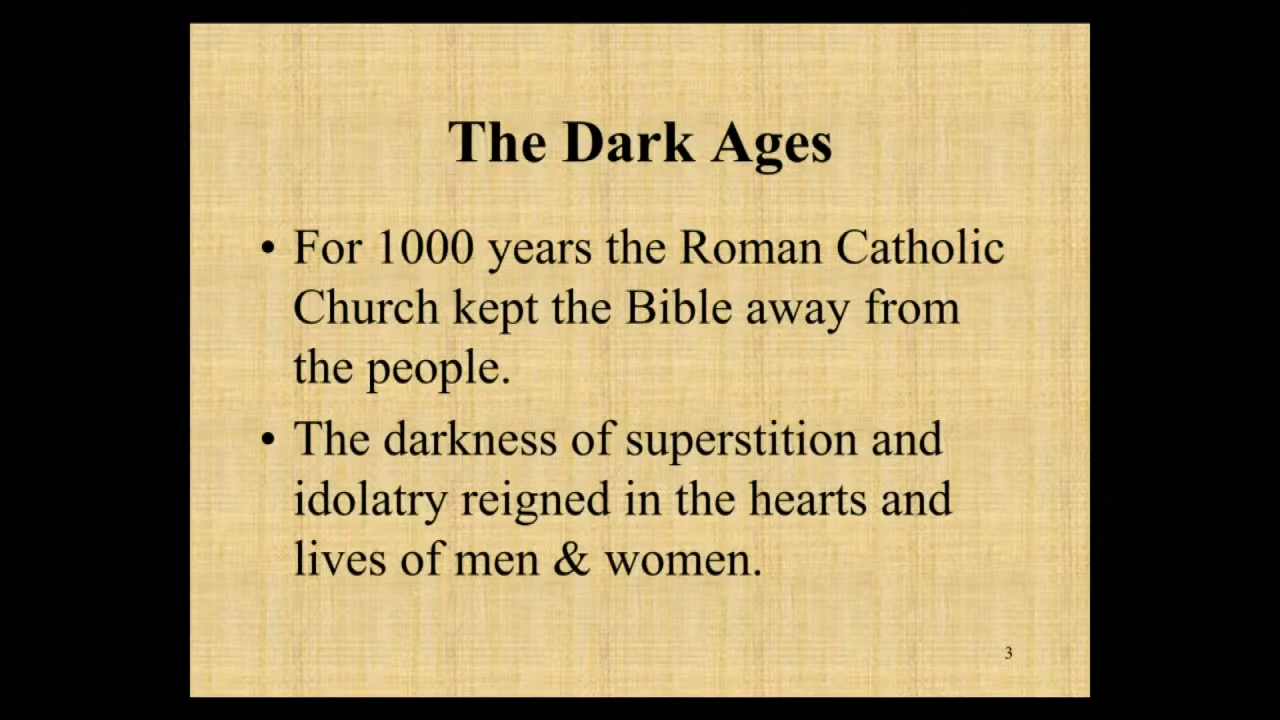 The Dark Ages
• For 1000 years the Roman Catholic
Church kept the Bible away from
the people.
• The darkness of superstition and
idolatry reigned in the hearts and
lives of men & women.
3